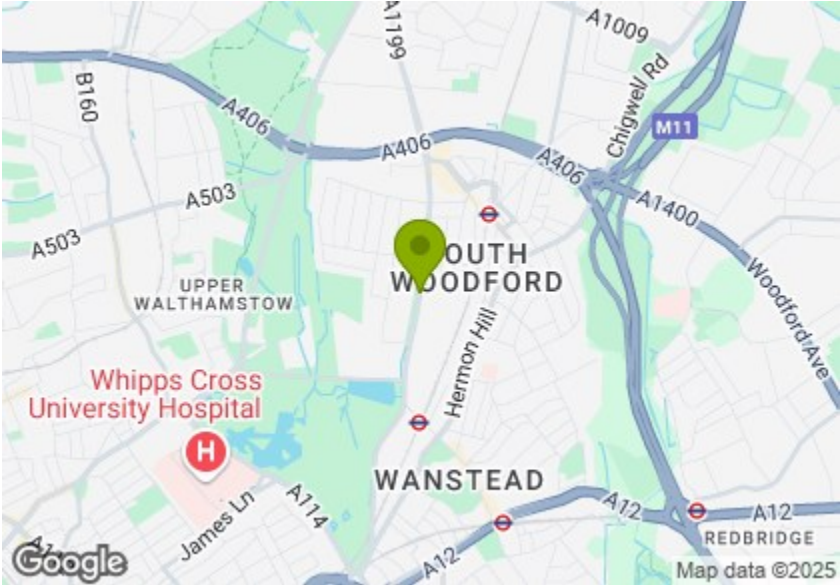 A1199
A1009
B160
Chigwell Rd
M11
A406
A406
A406
A503
A1400
A503
SOUTH
WOODFORD
UPPER
WALTHAMSTOW
Woodford Ave
Hermon Hill
Whipps Cross
University Hospital
H
WANSTEAD
A114
James Ln
A12
A12
REDBRIDGE
A12
Google
Map data ©2025